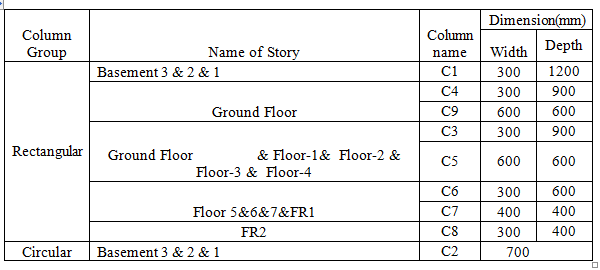 Column Group Name of Story Column name Dimension(mm)
Width Depth
Rectangular Basement 3 & 2 & 1 C1 300 1200
C4 300 900
Ground Floor C9 600 600
C3 300 900
Ground Floor & Floor-1& Floor-2 & Floor-3 & Floor-4 C5 600 600
C6 300 600
Floor 5&6&7&FR1 C7 400 400
FR2 C8 300 400
Circular Basement 3 & 2 & 1 C2 700